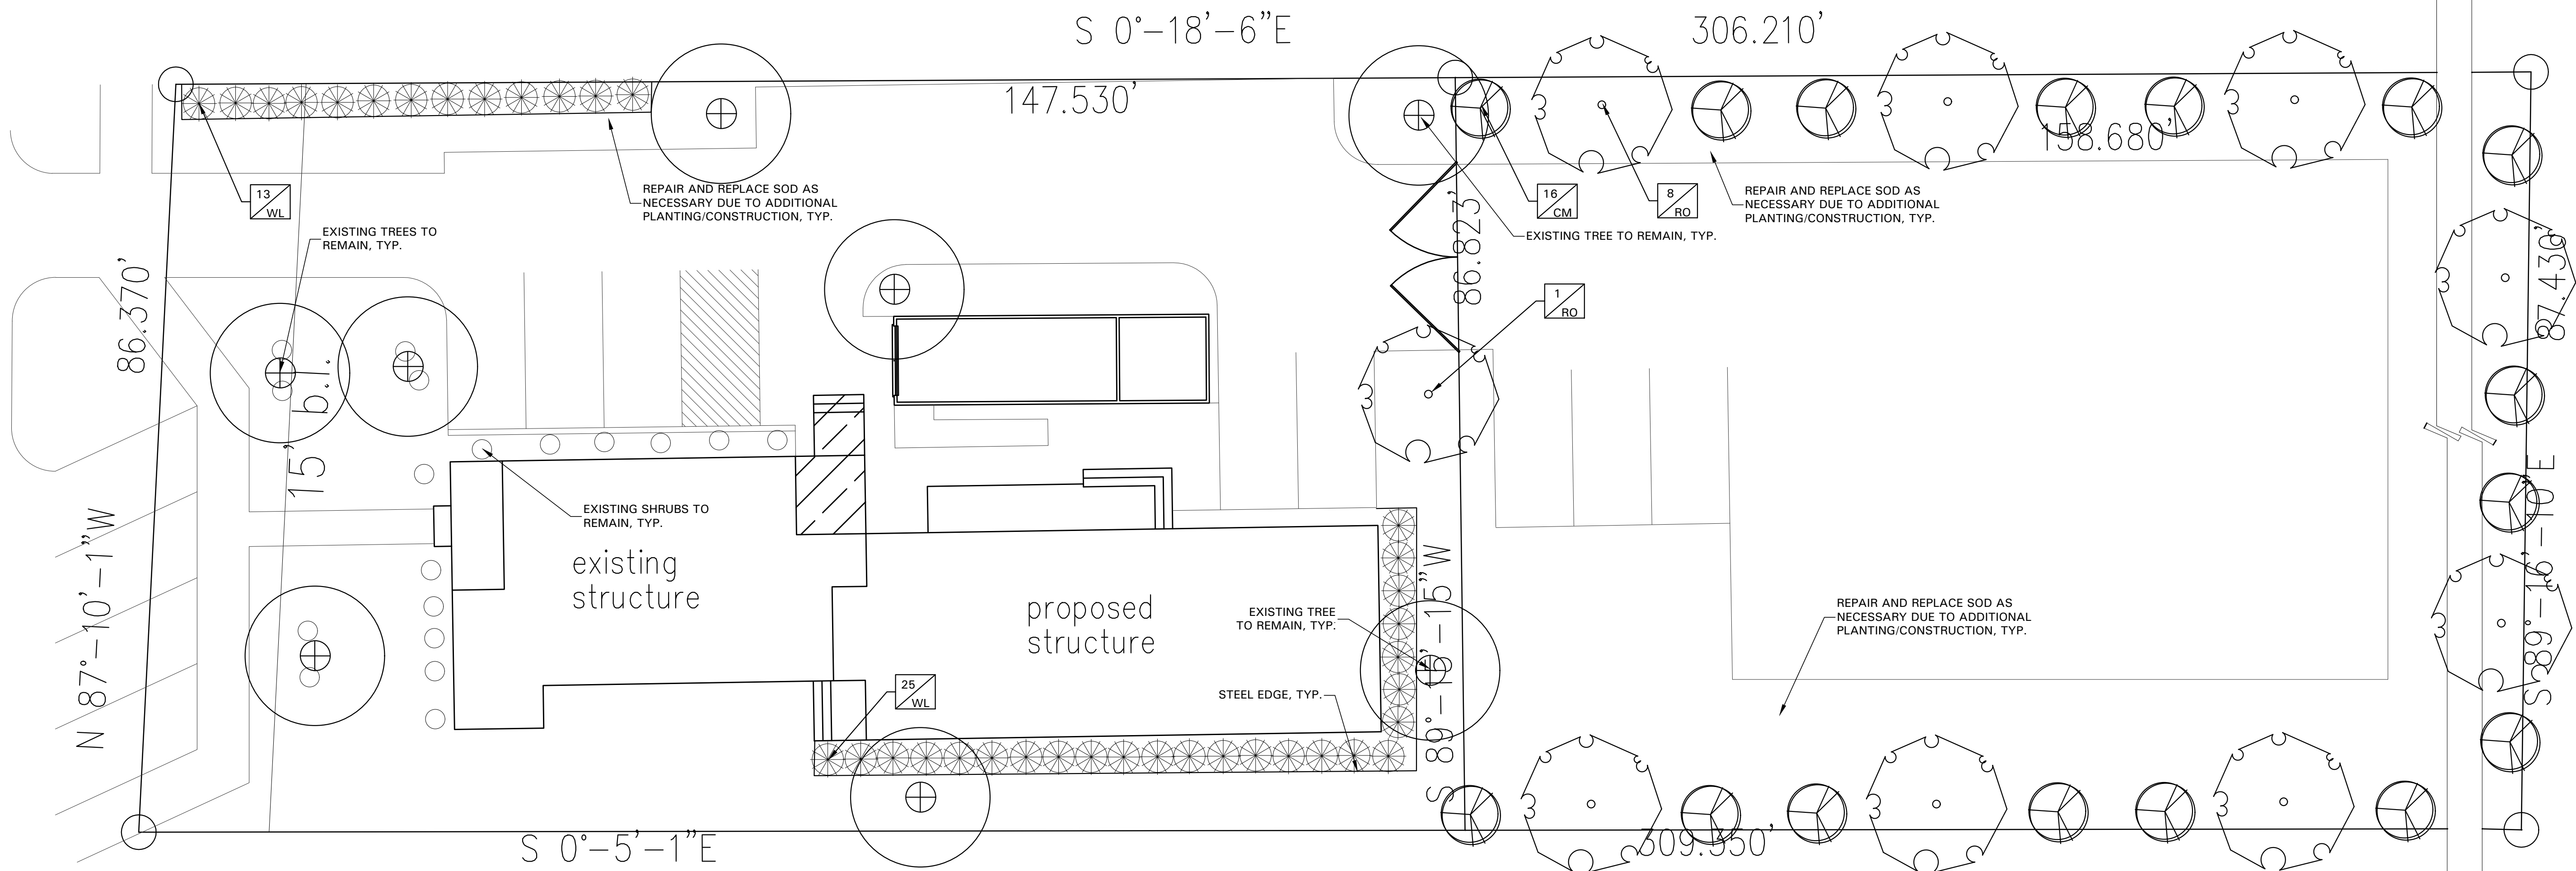 S 0°-18'-6"E
306.210'
147.530'
158.680'
13
WL
REPAIR AND REPLACE SOD AS
NECESSARY DUE TO ADDITIONAL
PLANTING/CONSTRUCTION, TYP.
16
CM
8
RO
REPAIR AND REPLACE SOD AS
NECESSARY DUE TO ADDITIONAL
PLANTING/CONSTRUCTION, TYP.
EXISTING TREES TO
REMAIN, TYP.
EXISTING TREE TO REMAIN, TYP.
86.370'
86.823'
87.430'
1
RO
15' b.l.
EXISTING SHRUBS TO
REMAIN, TYP.
existing
structure
proposed
structure
EXISTING TREE
TO REMAIN, TYP.
REPAIR AND REPLACE SOD AS
NECESSARY DUE TO ADDITIONAL
PLANTING/CONSTRUCTION, TYP.
N 87°-10'-1"W
S 89°-16'-10"E
25
WL
STEEL EDGE, TYP.
S 0°-5'-1"E
309.350'